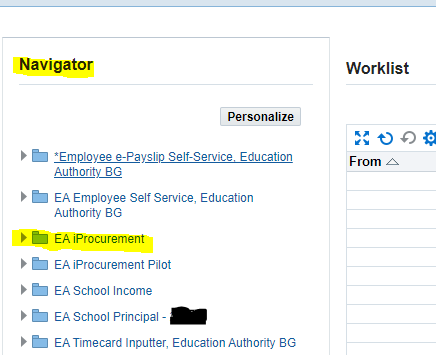 Navigator
Personalize
*Employee e-Payslip Self-Service, Education
Authority BG
EA Employee Self Service, Education
Authority BG
EA iProcurement
EA iProcurement Pilot
EA School Income
EA School Principal -
EA Timecard Inputter, Education Authority BG
Worklist
From